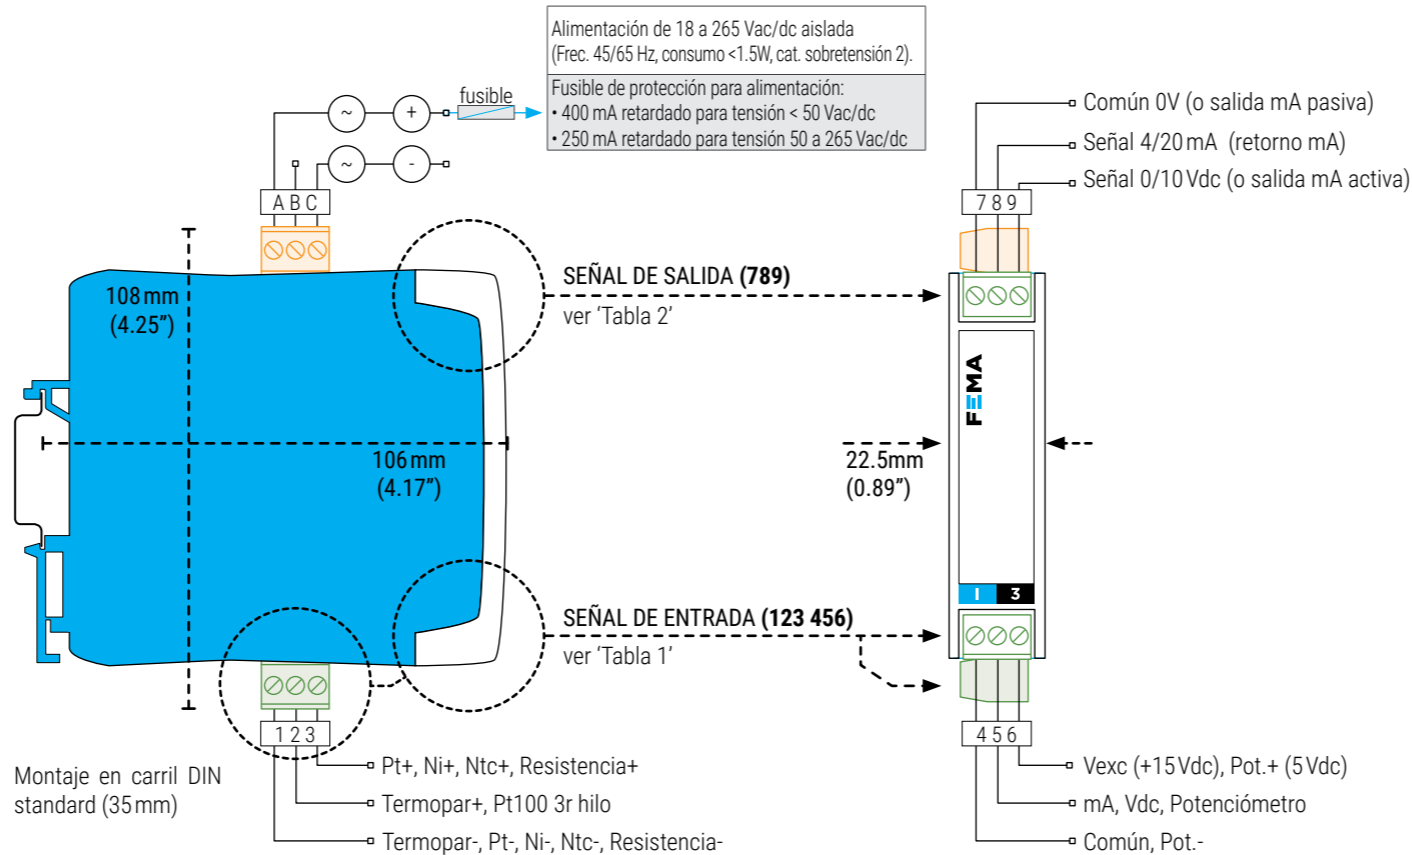 Alimentación de 18 a 265 Vac/dc aislada
(Frec. 45/65 Hz, consumo <1.5W, cat. sobretensión 2).
Fusible de protección para alimentación:
• 400 mA retardado para tensión < 50 Vac/dc
• 250 mA retardado para tensión 50 a 265 Vac/dc
fusible
~ +
~ -
A B C
Común 0V (o salida mA pasiva)
Señal 4/20 mA (retorno mA)
Señal 0/10 Vdc (o salida mA activa)
7 8 9
108 mm
(4.25”)
SEÑAL DE SALIDA (789)
ver ‘Tabla 2’
FEMA
106 mm
(4.17”)
22.5mm
(0.89”)
I 3
SEÑAL DE ENTRADA (123 456)
ver ‘Tabla 1’
1 2 3
4 5 6
Montaje en carril DIN
standard (35 mm)
Pt+, Ni+, Ntc+, Resistencia+
Termopar+, Pt100 3r hilo
Termopar-, Pt-, Ni-, Ntc-, Resistencia-
Vexc (+15 Vdc), Pot.+ (5 Vdc)
mA, Vdc, Potenciómetro
Común, Pot.-